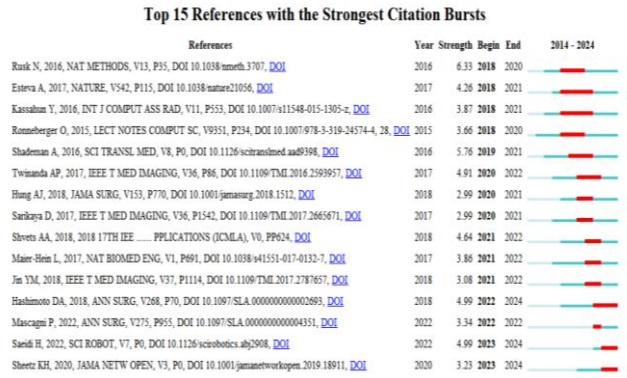 Top 15 References with the Strongest Citation Bursts
References Year Strength Begin End 2014 - 2024
Rusk N, 2016, NAT METHODS, V13, P35, DOI 10.1038/nmeth.3707, DOI 2016 6.33 2018 2020
Esteva A, 2017, NATURE, V542, P115, DOI 10.1038/nature21056, DOI 2017 4.26 2018 2021
Kassahun Y, 2016, INT J COMPUT ASS RAD, V11, P553, DOI 10.1007/s11548-015-1305-z, DOI 2016 3.87 2018 2021
Ronneberger O, 2015, LECT NOTES COMPUT SC, V9351, P234, DOI 10.1007/978-3-319-24574-4, 28, DOI 2015 3.66 2018 2020
Shademan A, 2016, SCI TRANSL MED, V8, P0, DOI 10.1126/scitranslmed.aad9398, DOI 2016 5.76 2019 2021
Twinanda AP, 2017, IEEE T MED IMAGING, V36, P86, DOI 10.1109/TMI.2016.2593957, DOI 2017 4.91 2020 2022
Hung AJ, 2018, JAMA SURG, V153, P770, DOI 10.1001/jamasurg.2018.1512, DOI 2018 2.99 2020 2021
Sarikaya D, 2017, IEEE T MED IMAGING, V36, P1542, DOI 10.1109/TMI.2017.2665671, DOI 2017 2.99 2020 2021
Shvets AA, 2018, 2018 17TH IEE ....... PPLICATIONS (ICMLA), V0, PP624, DOI 2018 4.64 2021 2022
Maier-Hein L, 2017, NAT BIOMED ENG, V1, P691, DOI 10.1038/s41551-017-0132-7, DOI 2017 3.86 2021 2022
Jin YM, 2018, IEEE T MED IMAGING, V37, P1114, DOI 10.1109/TMI.2017.2787657, DOI 2018 3.08 2021 2022
Hashimoto DA, 2018, ANN SURG, V268, P70, DOI 10.1097/SLA.0000000000002693, DOI 2018 4.99 2022 2024
Mascagni P, 2022, ANN SURG, V275, P955, DOI 10.1097/SLA.0000000000004351, DOI 2022 3.34 2022 2022
Saeidi H, 2022, SCI ROBOT, V7, P0, DOI 10.1126/scirobotics.abj2908, DOI 2022 4.99 2023 2024
Sheetz KH, 2020, JAMA NETW OPEN, V3, P0, DOI 10.1001/jamanetworkopen.2019.18911, DOI 2020 3.23 2023 2024